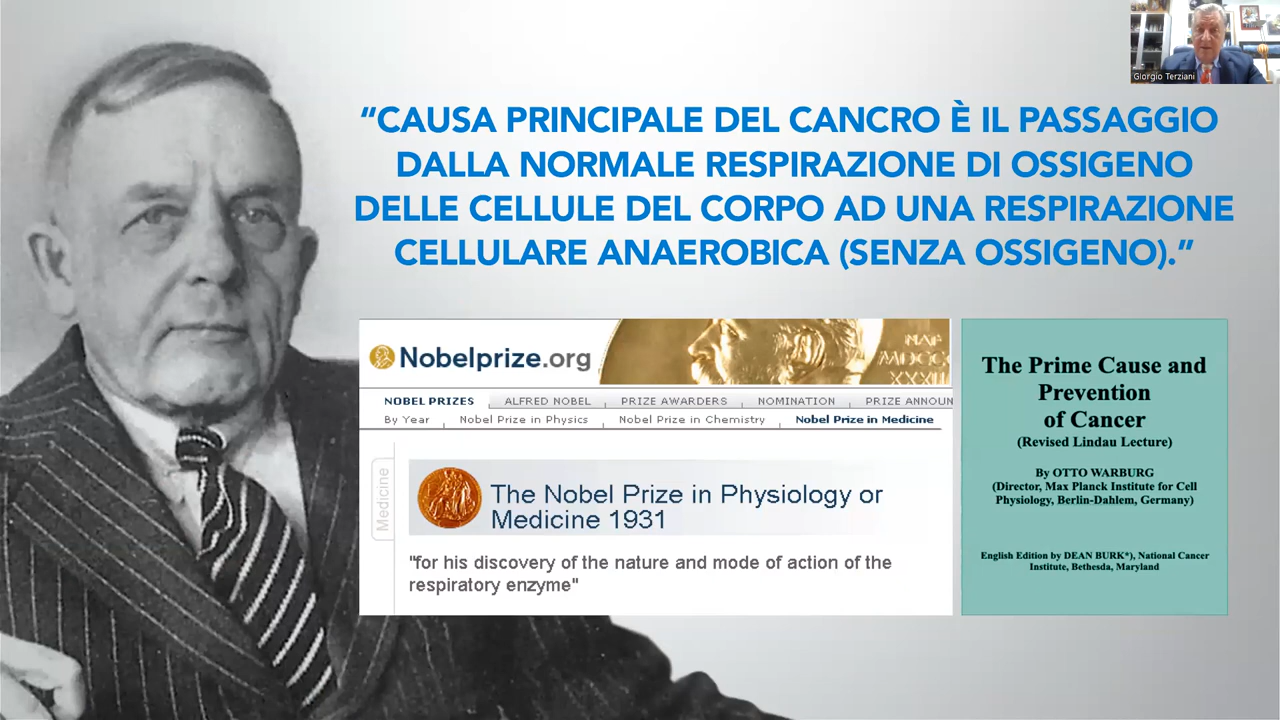 Giorgio Terziani
“CAUSA PRINCIPALE DEL CANCRO È IL PASSAGGIO
DALLA NORMALE RESPIRAZIONE DI OSSIGENO
DELLE CELLULE DEL CORPO AD UNA RESPIRAZIONE
CELLULARE ANAEROBICA (SENZA OSSIGENO).”
Nobelprize.org
NAT
MDCCC
XXXIII
NOBEL PRIZES
ALFRED NOBEL
PRIZE AWARDERS
NOMINATION
PRIZE ANNOUN
By Year
Nobel Prize in Physics
Nobel Prize in Chemistry
Nobel Prize in Medicine
Medicine
The Nobel Prize in Physiology or
Medicine 1931
"for his discovery of the nature and mode of action of the
respiratory enzyme"
The Prime Cause and
Prevention
of Cancer
(Revised Lindau Lecture)
By OTTO WARBURG
(Director, Max Planck Institute for Cell
Physiology, Berlin-Dahlem, Germany)
English Edition by DEAN BURK*), National Cancer
Institute, Bethesda, Maryland